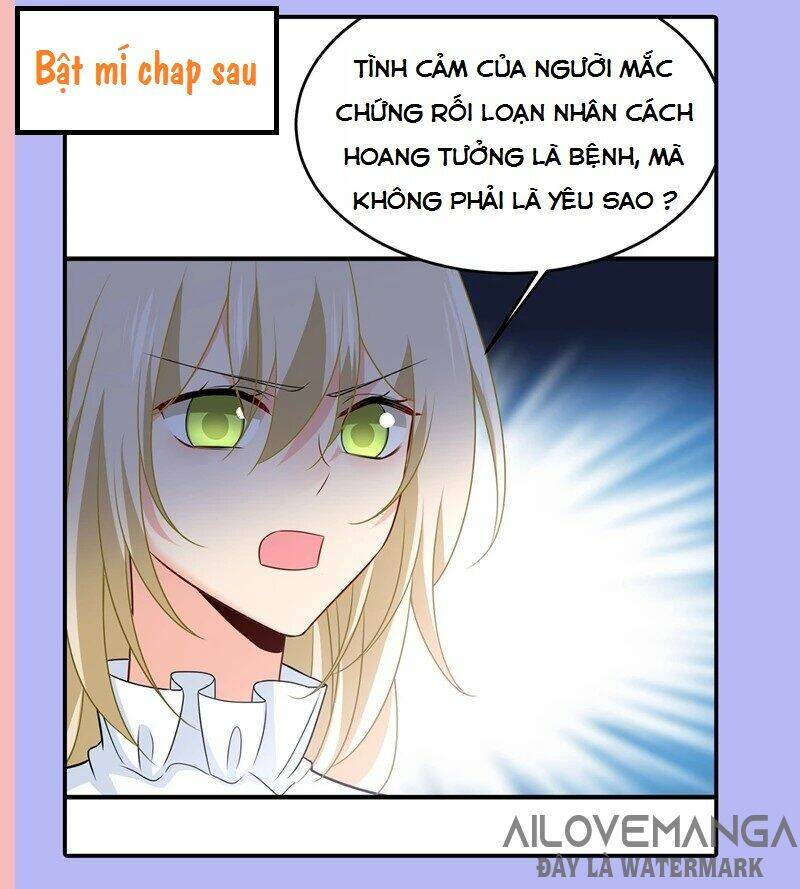 Bật mí chap sau
TÌNH CẢM CỦA NGƯỜI MẮC
CHỨNG RỐI LOẠN NHÂN CÁCH
HOANG TƯỞNG LÀ BỆNH, MÀ
KHÔNG PHẢI LÀ YÊU SAO ?
AILOVEMANGA
ĐÂY LÀ WATERMARK